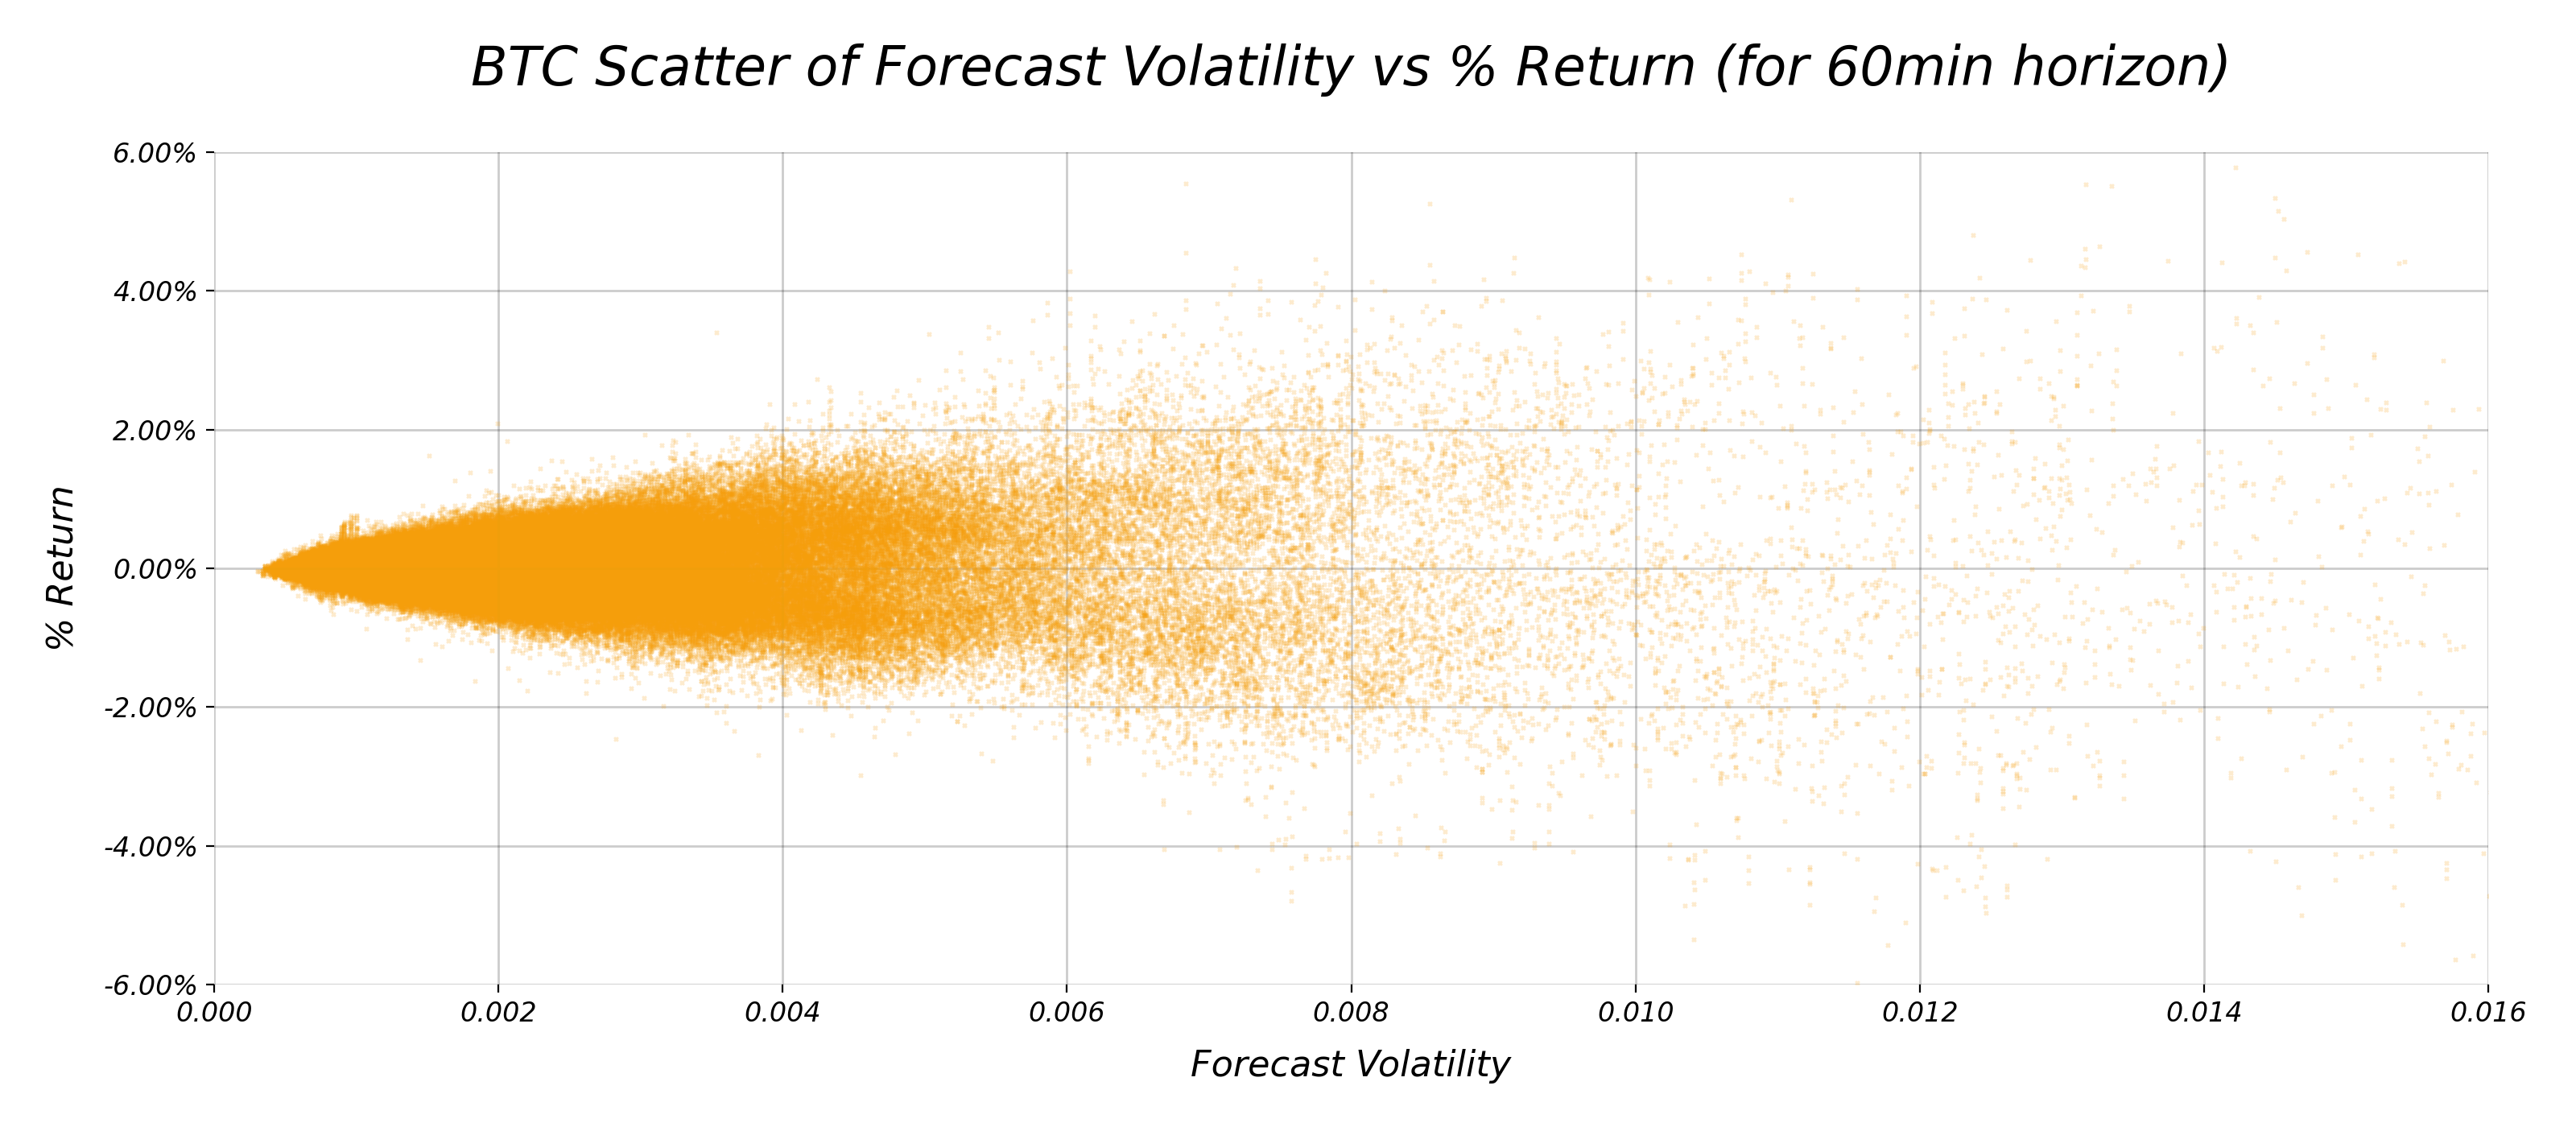 BTC Scatter of Forecast Volatility vs % Return (for 60min horizon)
6.00%
4.00%
2.00%
0.00%
-2.00%
-4.00%
-6.00%
% Return
0.000 0.002 0.004 0.006 0.008 0.010 0.012 0.014 0.016
Forecast Volatility